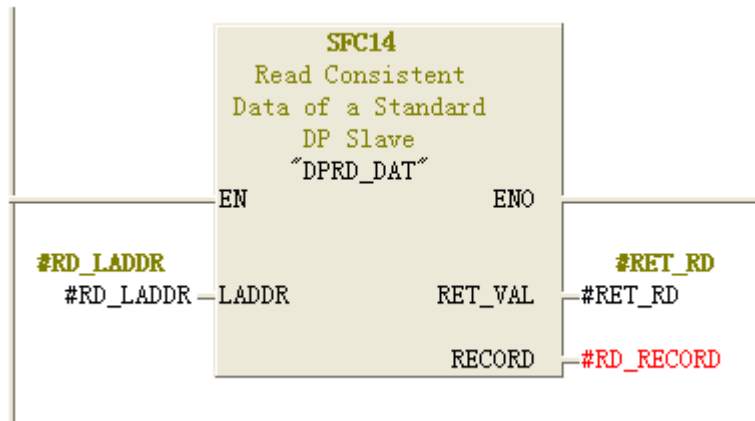 SFC14
Read Consistent
Data of a Standard
DP Slave
"DPRD_DAT"
EN ENO
#RD_LADDR #RET_RD
#RD_LADDR LADDR RET_VAL #RET_RD
RECORD #RD_RECORD